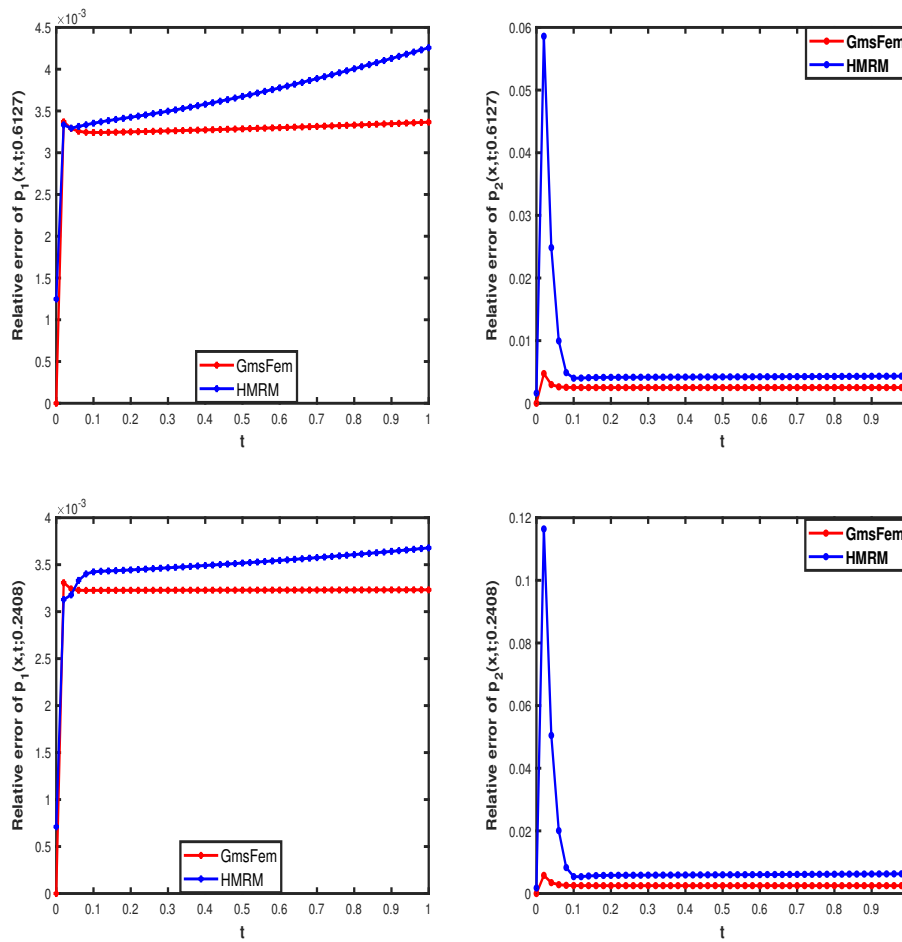 ×10⁻³
4.5
4
3.5
3
2.5
2
1.5
1
0.5
0
0 0.1 0.2 0.3 0.4 0.5 0.6 0.7 0.8 0.9 1
t
Relative error of p₁(x,t;0.6127)
GmsFem
HMRM
0.06
0.05
0.04
0.03
0.02
0.01
0
0 0.1 0.2 0.3 0.4 0.5 0.6 0.7 0.8 0.9
t
Relative error of p₂(x,t;0.6127)
GmsFem
HMRM
×10⁻³
4
3.5
3
2.5
2
1.5
1
0.5
0
0 0.1 0.2 0.3 0.4 0.5 0.6 0.7 0.8 0.9 1
t
Relative error of p₁(x,t;0.2408)
GmsFem
HMRM
0.12
0.1
0.08
0.06
0.04
0.02
0
0 0.1 0.2 0.3 0.4 0.5 0.6 0.7 0.8 0.9
t
Relative error of p₂(x,t;0.2408)
GmsFem
HMRM